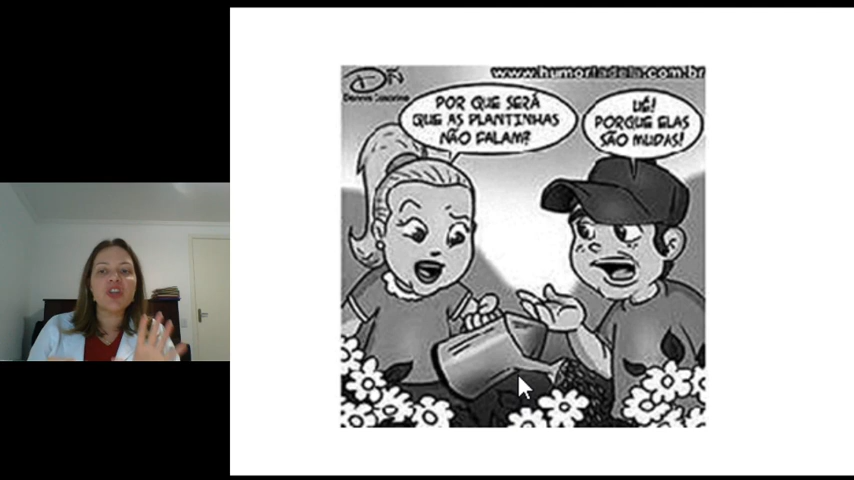 www.humortadela.com.br
POR QUE SERÁ
QUE AS PLANTINHAS
NÃO FALAM?
UÉ!
PORQUE ELAS
SÃO MUDAS!